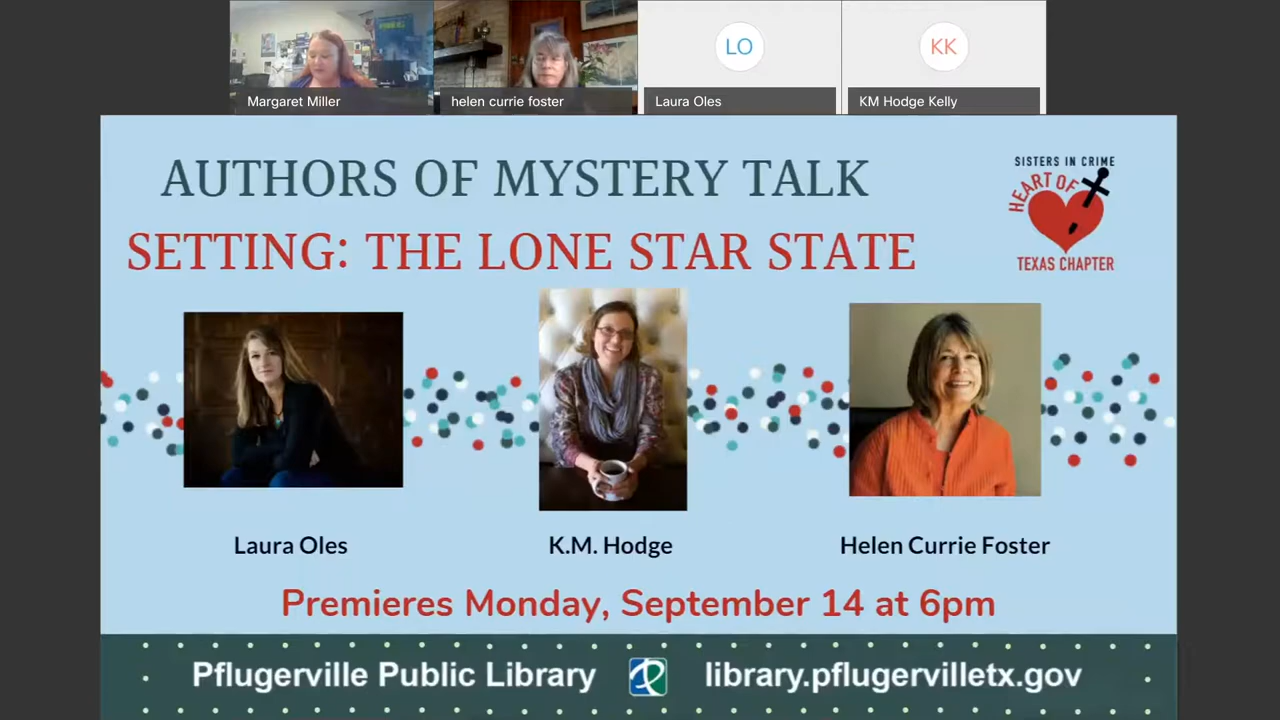 Margaret Miller
helen currie foster
LO
Laura Oles
KK
KM Hodge Kelly
AUTHORS OF MYSTERY TALK
SETTING: THE LONE STAR STATE
SISTERS IN CRIME
HEART OF
TEXAS CHAPTER
Laura Oles
K.M. Hodge
Helen Currie Foster
Premieres Monday, September 14 at 6pm
Pflugerville Public Library
library.pflugervilletx.gov